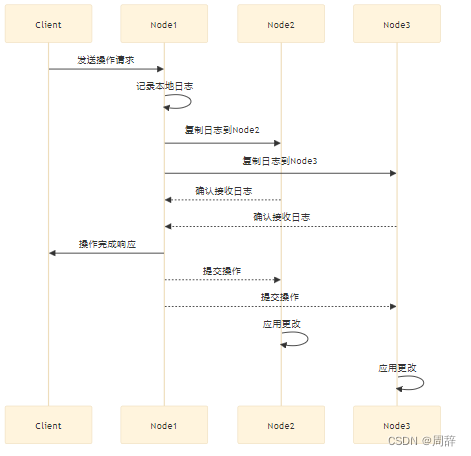 Client
Node1
Node2
Node3
发送操作请求
记录本地日志
复制日志到Node2
复制日志到Node3
确认接收日志
确认接收日志
操作完成响应
提交操作
提交操作
应用更改
应用更改
Client
Node1
Node2
Node3
CSDN @周辞